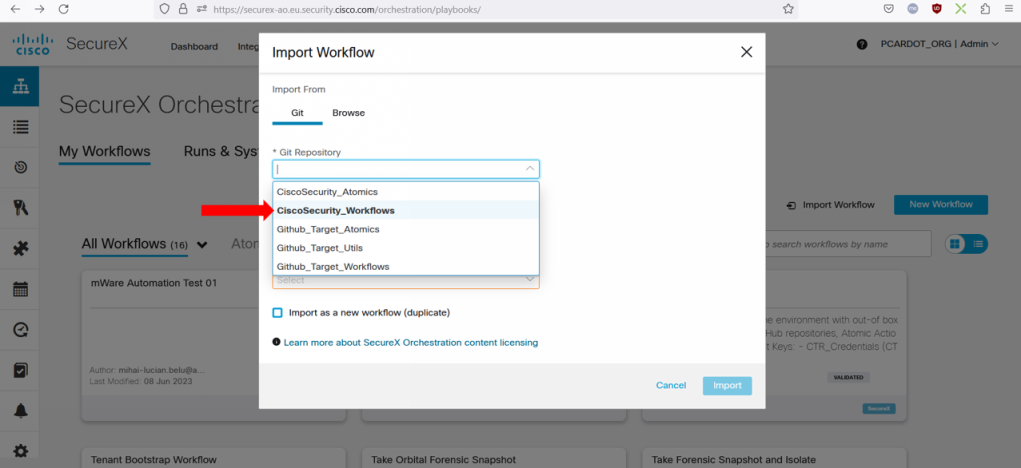 https://securex-ao.eu.security.cisco.com/orchestration/playbooks/
CISCO
SecureX
Dashboard
Integ
PCARDOT_ORG | Admin
SecureX Orchestra
My Workflows
Runs & Sys
Import Workflow
New Workflow
All Workflows (16)
Atom
o search workflows by name
mWare Automation Test 01
Author: mihai-lucian.belu@a...
Last Modified: 08 Jun 2023
e environment with out-of box
Hub repositories, Atomic Actio
t Keys: - CTR_Credentials (CT
VALIDATED
SecureX
Tenant Bootstrap Workflow
Take Orbital Forensic Snapshot
Take Forensic Snapshot and Isolate
Import Workflow
Import From
Git
Browse
* Git Repository
CiscoSecurity_Atomics
CiscoSecurity_Workflows
Github_Target_Atomics
Github_Target_Utils
Github_Target_Workflows
Select
Import as a new workflow (duplicate)
Learn more about SecureX Orchestration content licensing
Cancel
Import